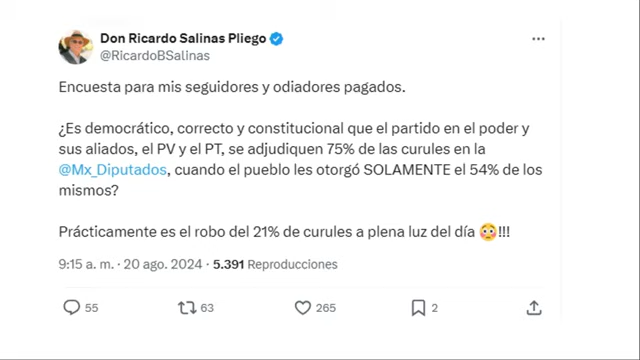 Don Ricardo Salinas Pliego
@RicardoBSalinas
Encuesta para mis seguidores y odiadores pagados.
¿Es democrático, correcto y constitucional que el partido en el poder y
sus aliados, el PV y el PT, se adjudiquen 75% de las curules en la
@Mx_Diputados, cuando el pueblo les otorgó SOLAMENTE el 54% de los
mismos?
Prácticamente es el robo del 21% de curules a plena luz del día 😳!!!
9:15 a. m. · 20 ago. 2024 · 5.391 Reproducciones
55 63 265 2